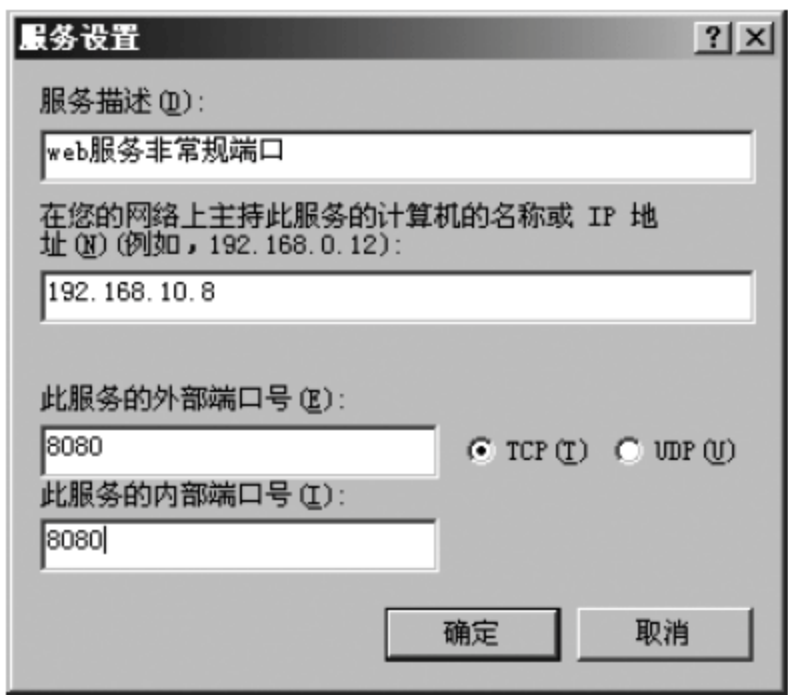 服务设置
服务描述(D):
web服务非常规端口
在您的网络上主持此服务的计算机的名称或 IP 地
址(N)(例如，192.168.0.12):
192.168.10.8
此服务的外部端口号(E):
8080
TCP(T) UDP(U)
此服务的内部端口号(I):
8080
确定 取消